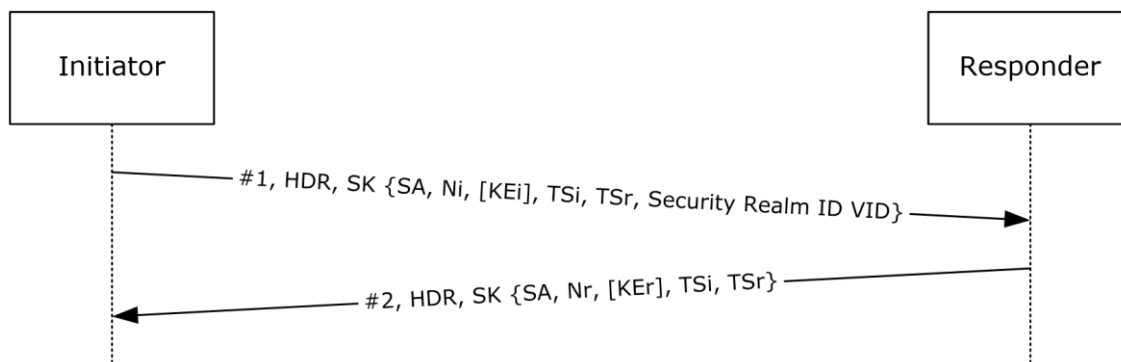 Initiator
Responder
#1, HDR, SK {SA, Ni, [KEi], TSi, TSr, Security Realm ID VID}
#2, HDR, SK {SA, Nr, [KEr], TSi, TSr}